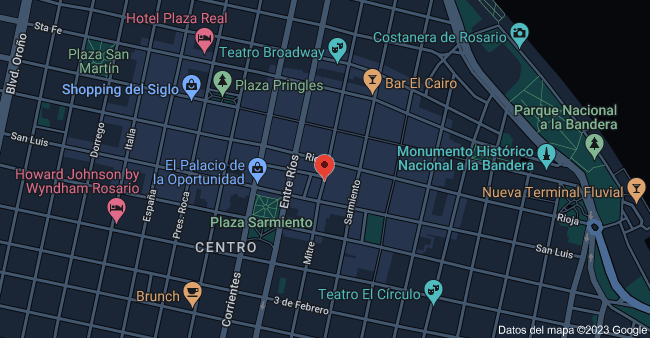 Hotel Plaza Real
Santa Fe
Blvd. Oroño
Plaza San
Martín
Teatro Broadway
Costanera de Rosario
Shopping del Siglo
Plaza Pringles
Bar El Cairo
Parque Nacional
a la Bandera
San Luis
Dorrego
Italia
Rioja
Monumento Histórico
Nacional a la Bandera
El Palacio de
la Oportunidad
Entre Ríos
Howard Johnson by
Wyndham Rosario
España
Pres. Roca
Sarmiento
Nueva Terminal Fluvial
Rioja
Plaza Sarmiento
CENTRO
Mitre
San Luis
Brunch
Corrientes
3 de Febrero
Teatro El Círculo
Datos del mapa ©2023 Google